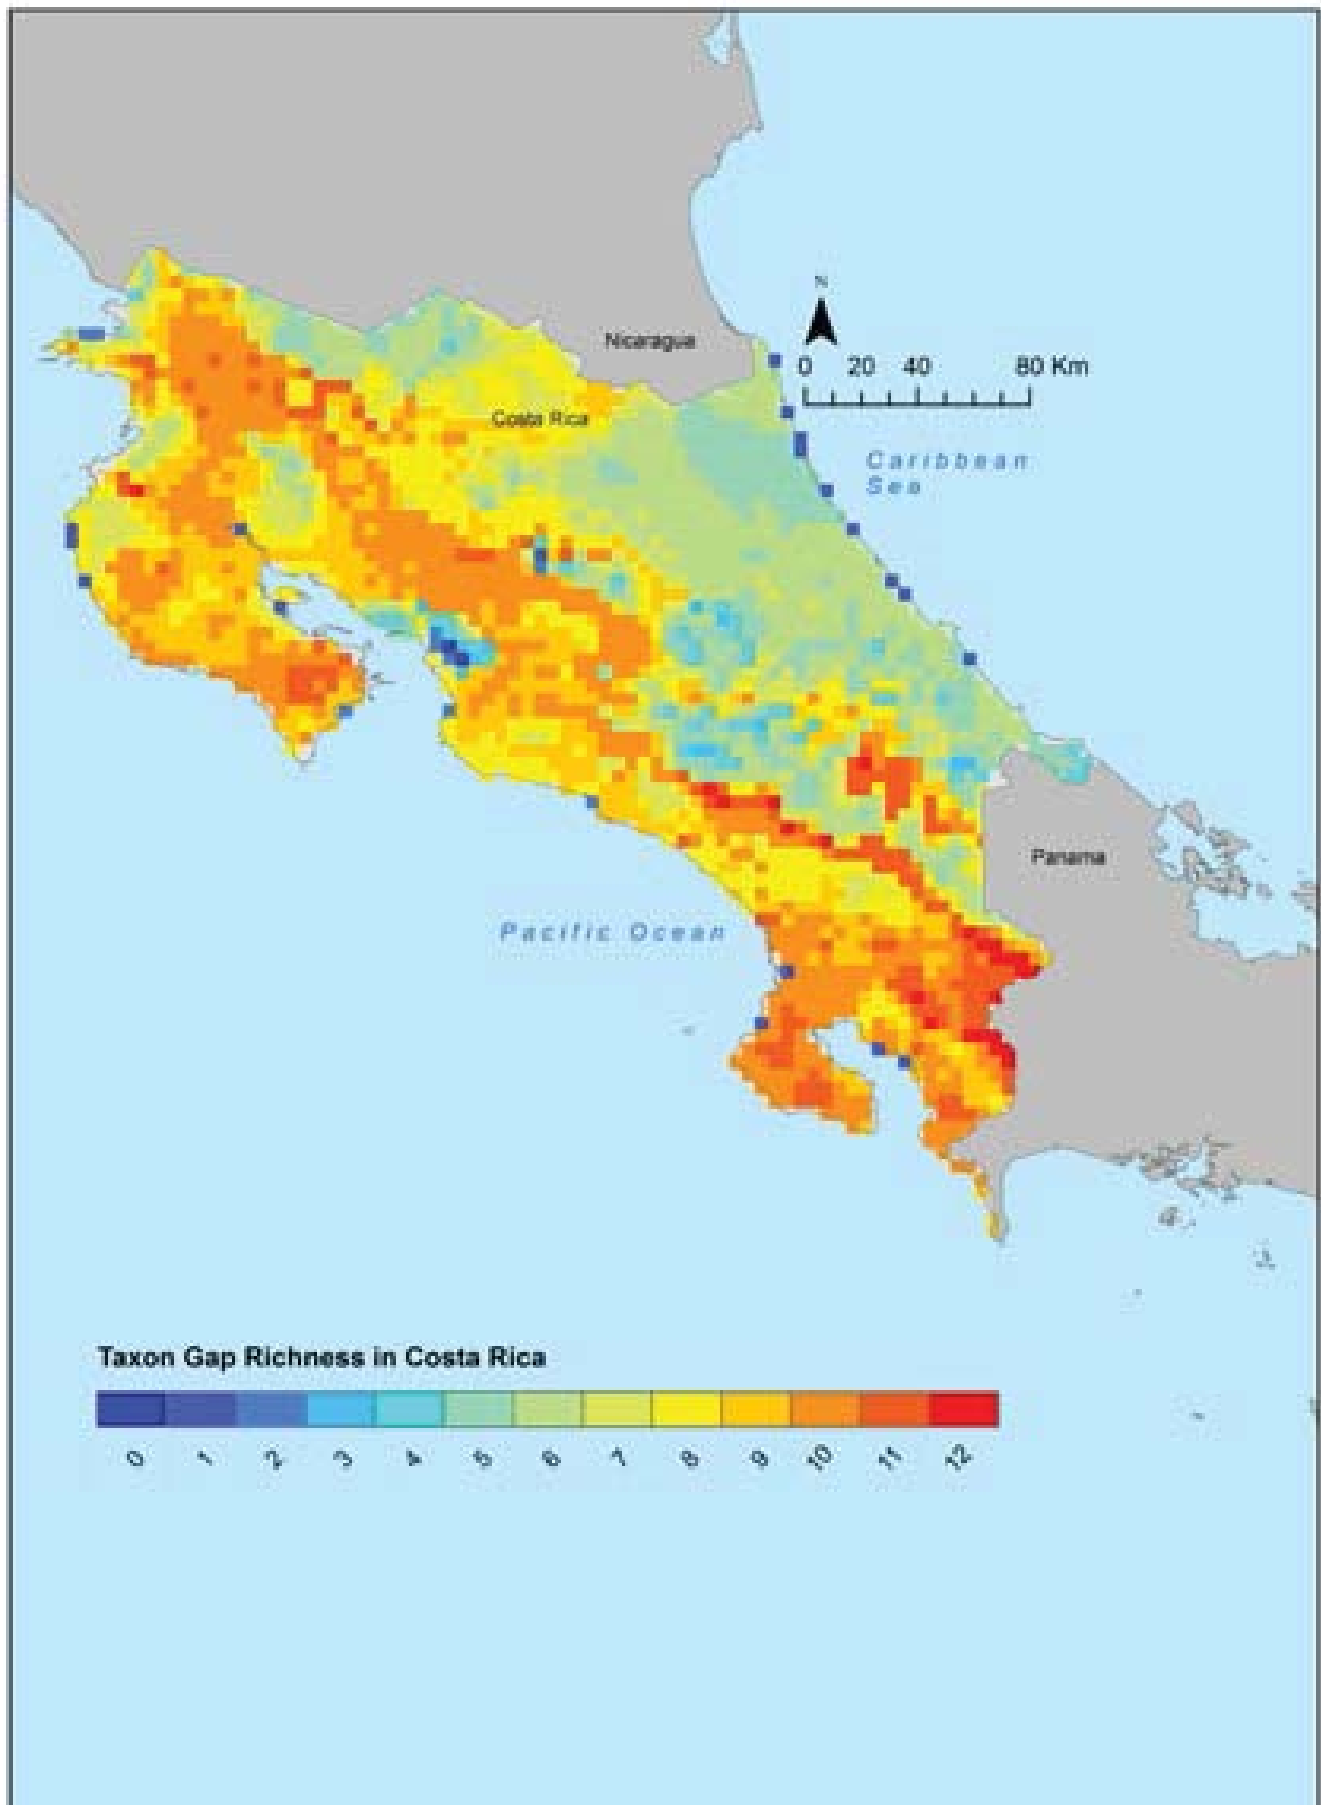 N
Nicaragua
0 20 40 80 Km
Costa Rica
Caribbean
Sea
Panama
Pacific Ocean
Taxon Gap Richness in Costa Rica
0 1 2 3 4 5 6 7 8 9 10 11 12